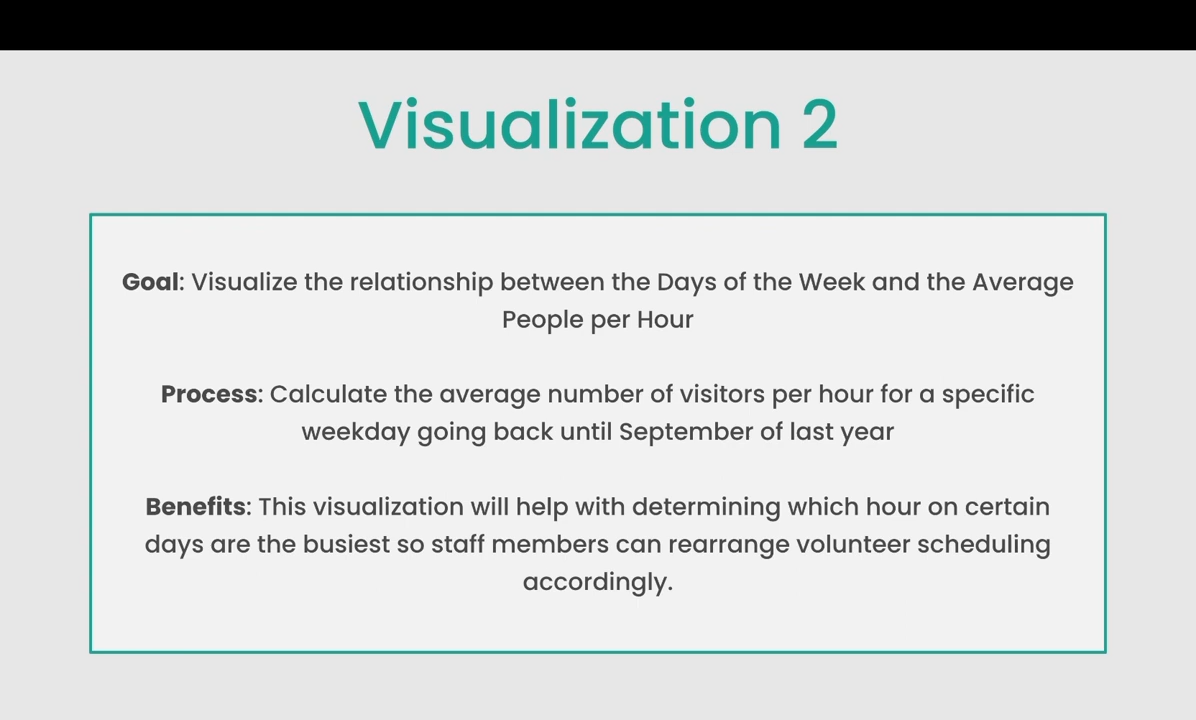 Visualization 2
Goal: Visualize the relationship between the Days of the Week and the Average
People per Hour
Process: Calculate the average number of visitors per hour for a specific
weekday going back until September of last year
Benefits: This visualization will help with determining which hour on certain
days are the busiest so staff members can rearrange volunteer scheduling
accordingly.